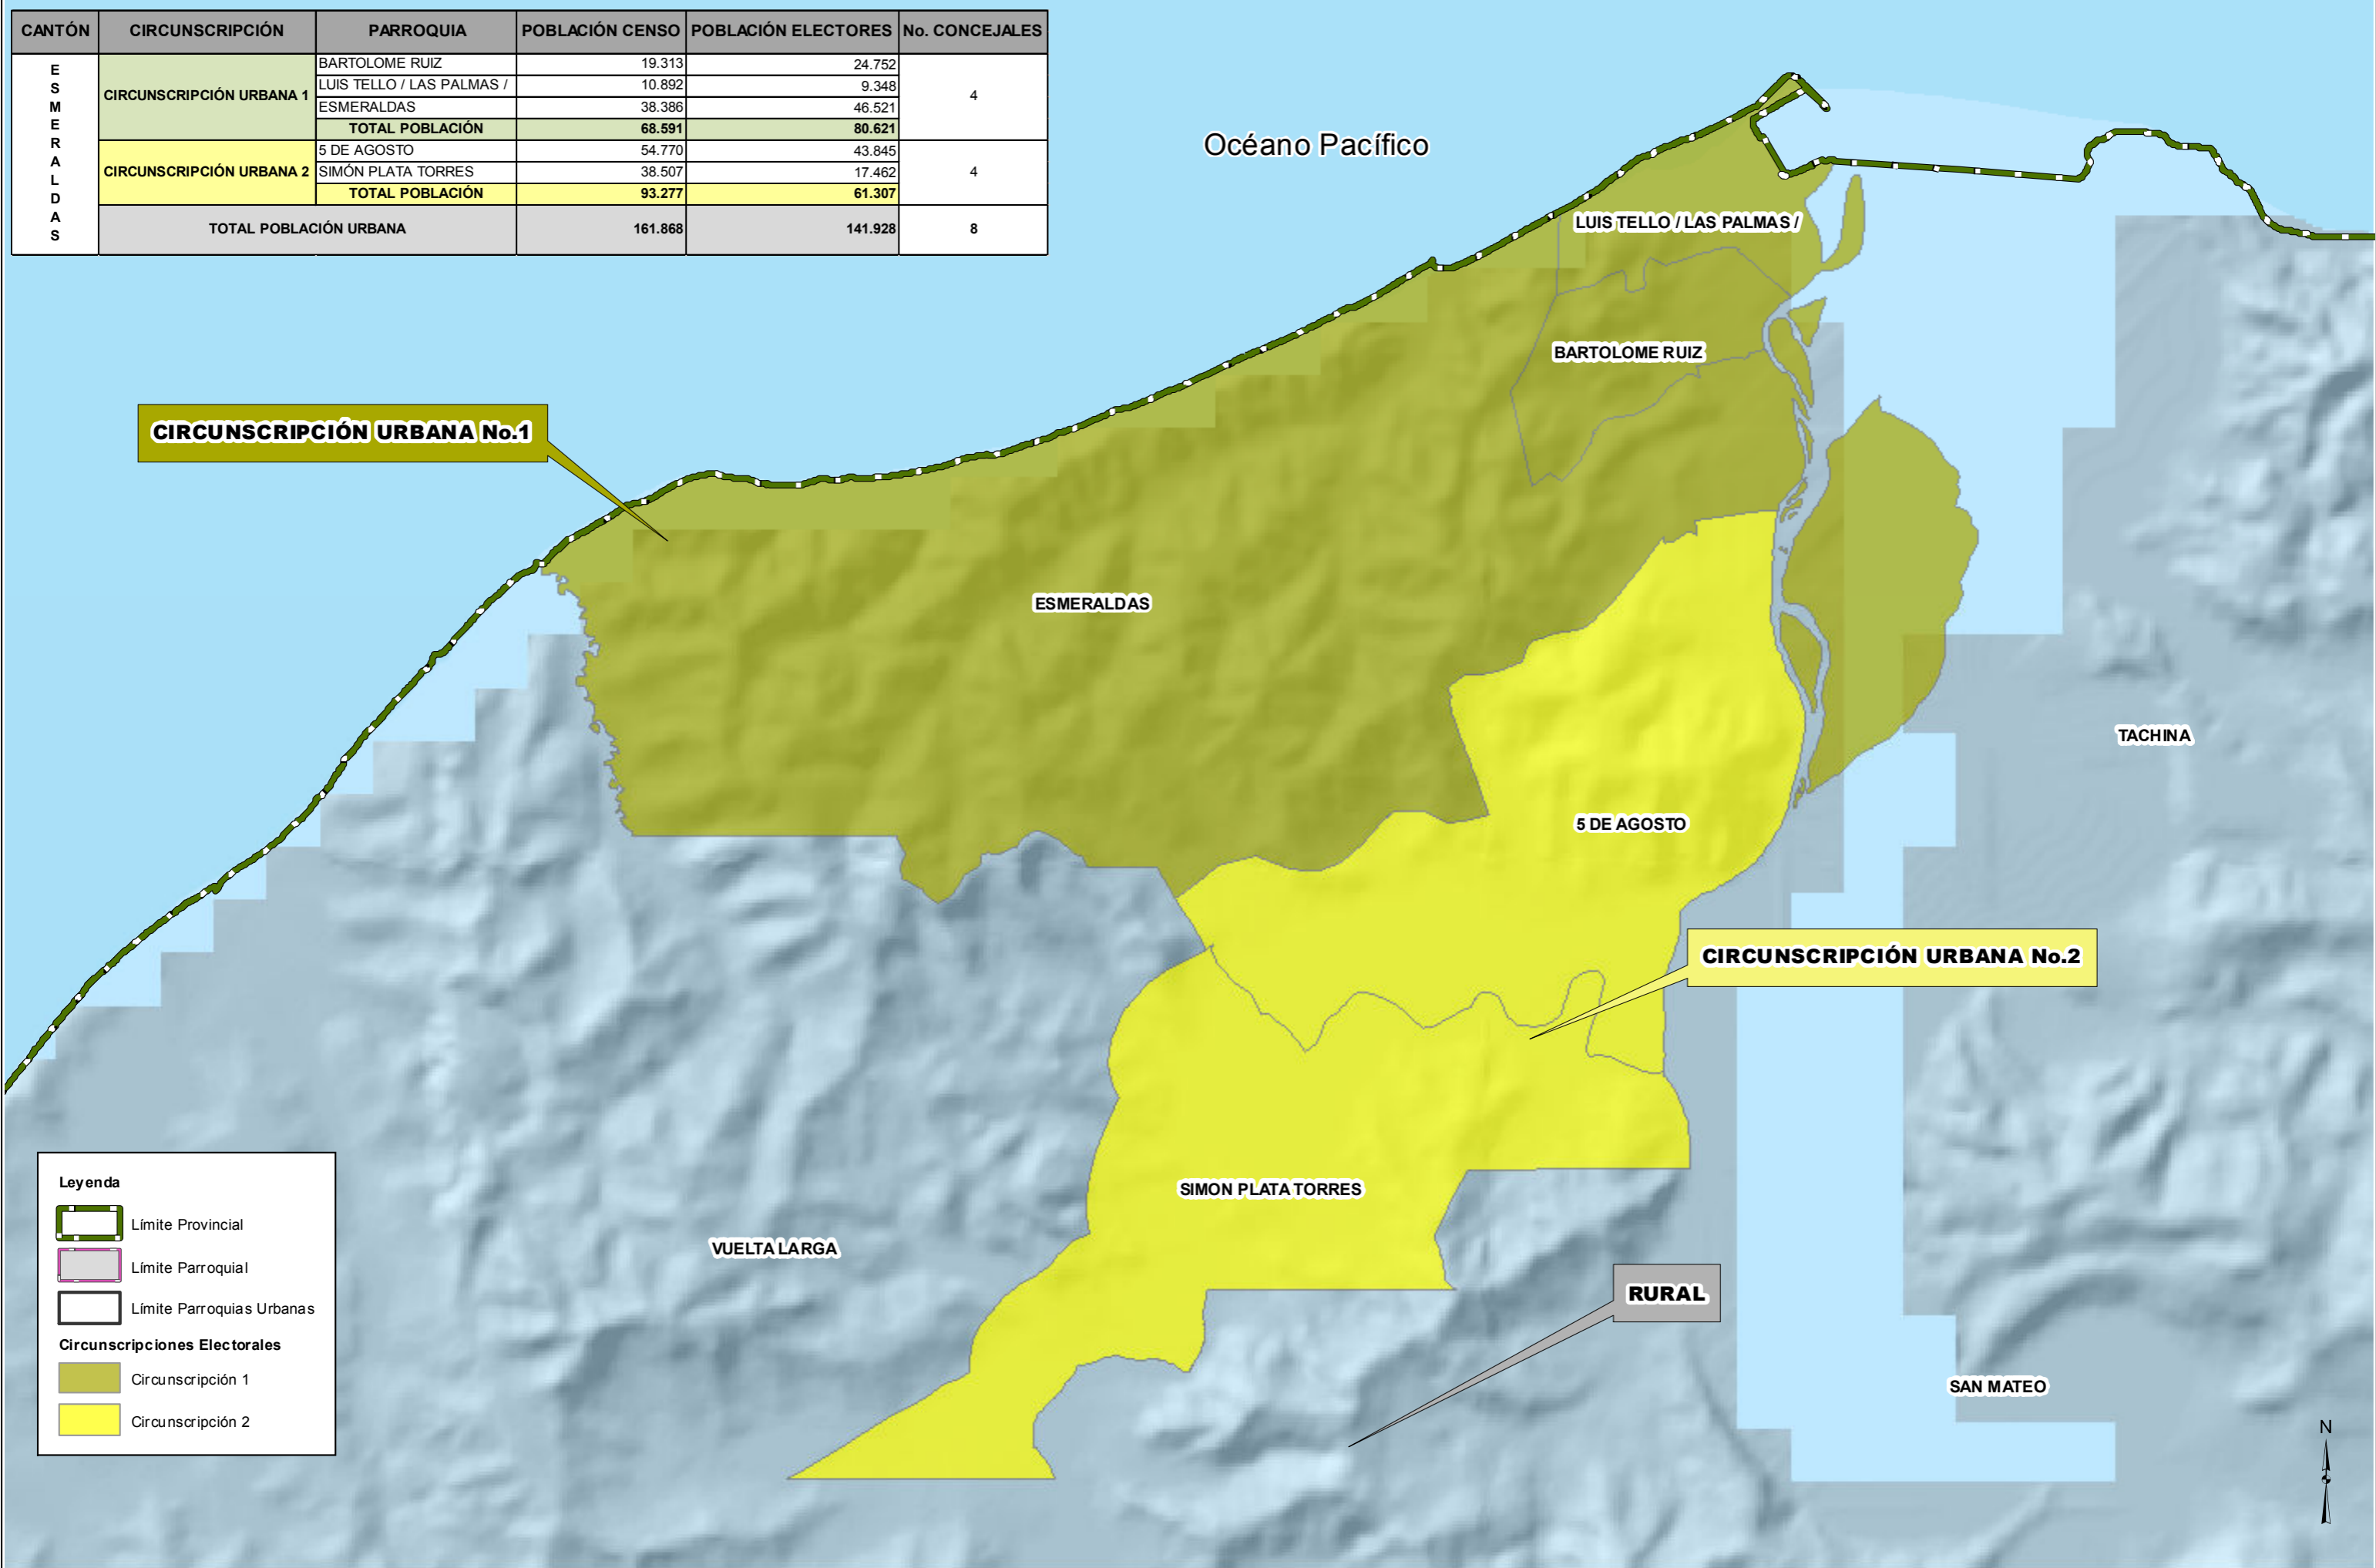 CANTÓN CIRCUNSCRIPCIÓN PARROQUIA POBLACIÓN CENSO POBLACIÓN ELECTORES No. CONCEJALES
ESMERALDAS
CIRCUNSCRIPCIÓN URBANA 1
BARTOLOME RUIZ 19.313 24.752
LUIS TELLO / LAS PALMAS / 10.892 9.348
ESMERALDAS 38.386 46.521
TOTAL POBLACIÓN 68.591 80.621
4
CIRCUNSCRIPCIÓN URBANA 2
5 DE AGOSTO 54.770 43.845
SIMÓN PLATA TORRES 38.507 17.462
TOTAL POBLACIÓN 93.277 61.307
4
TOTAL POBLACIÓN URBANA 161.868 141.928 8
Océano Pacífico
LUIS TELLO / LAS PALMAS /
BARTOLOME RUIZ
CIRCUNSCRIPCIÓN URBANA No.1
ESMERALDAS
TACHINA
5 DE AGOSTO
CIRCUNSCRIPCIÓN URBANA No.2
SIMON PLATA TORRES
VUELTA LARGA
RURAL
SAN MATEO
Leyenda
Límite Provincial
Límite Parroquial
Límite Parroquias Urbanas
Circunscripciones Electorales
Circunscripción 1
Circunscripción 2
N